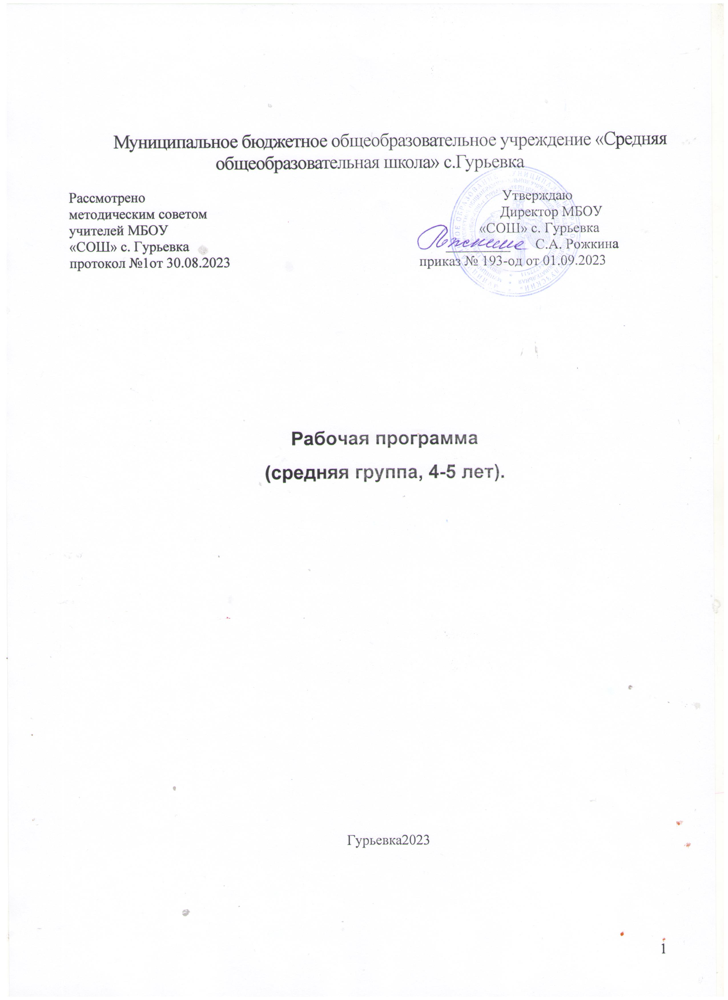 Муниципальное бюджетное общеобразовательное учреждение «Средняя
общеобразовательная школа» с.Гурьевка
Рассмотрено
методическим советом
учителей МБОУ
«СОШ» с. Гурьевка
протокол №1от 30.08.2023
Утверждаю
Директор МБОУ
«СОШ» с. Гурьевка
С.А. Рожкина
приказ № 193-од от 01.09.2023
Рабочая программа
(средняя группа, 4-5 лет).
Гурьевка2023
1